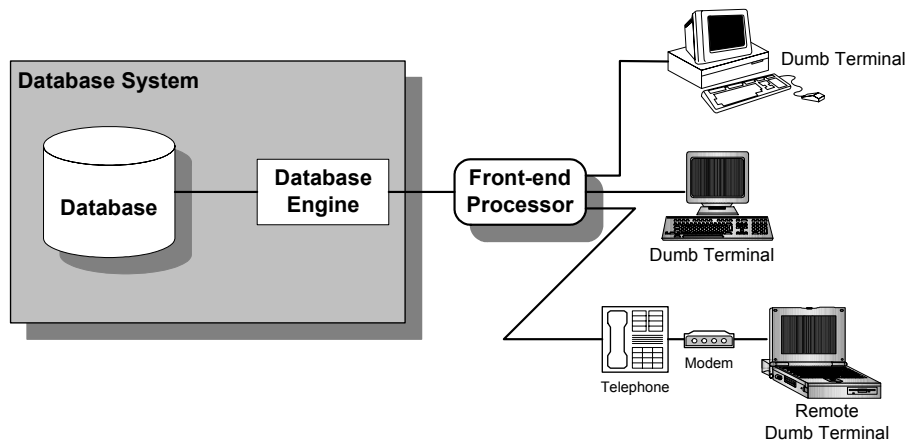 Database System
Database
Database
Engine
Front-end
Processor
Dumb Terminal
Dumb Terminal
Telephone
Modem
Remote
Dumb Terminal